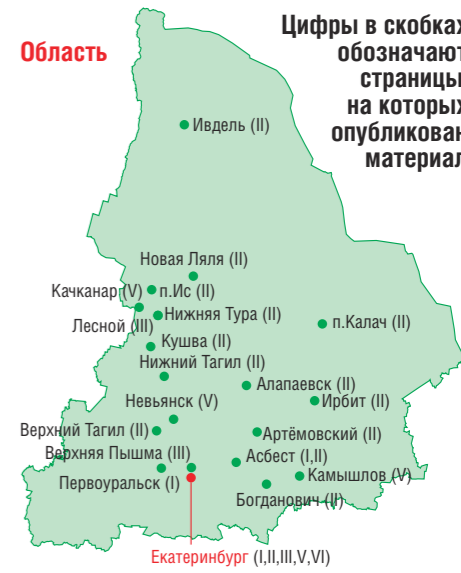 Область
Цифры в скобках
обозначают
страницы,
на которых
опубликован
материал
Ивдель (II)
Новая Ляля (II)
Качканар (V)
п.Ис (II)
Нижняя Тура (II)
Лесной (III)
п.Калач (II)
Кушва (II)
Нижний Тагил (II)
Алапаевск (II)
Невьянск (V)
Ирбит (II)
Верхний Тагил (II)
Артёмовский (II)
Верхняя Пышма (III)
Асбест (I,II)
Первоуральск (I)
Камышлов (V)
Богданович (II)
Екатеринбург (I,II,III,V,VI)